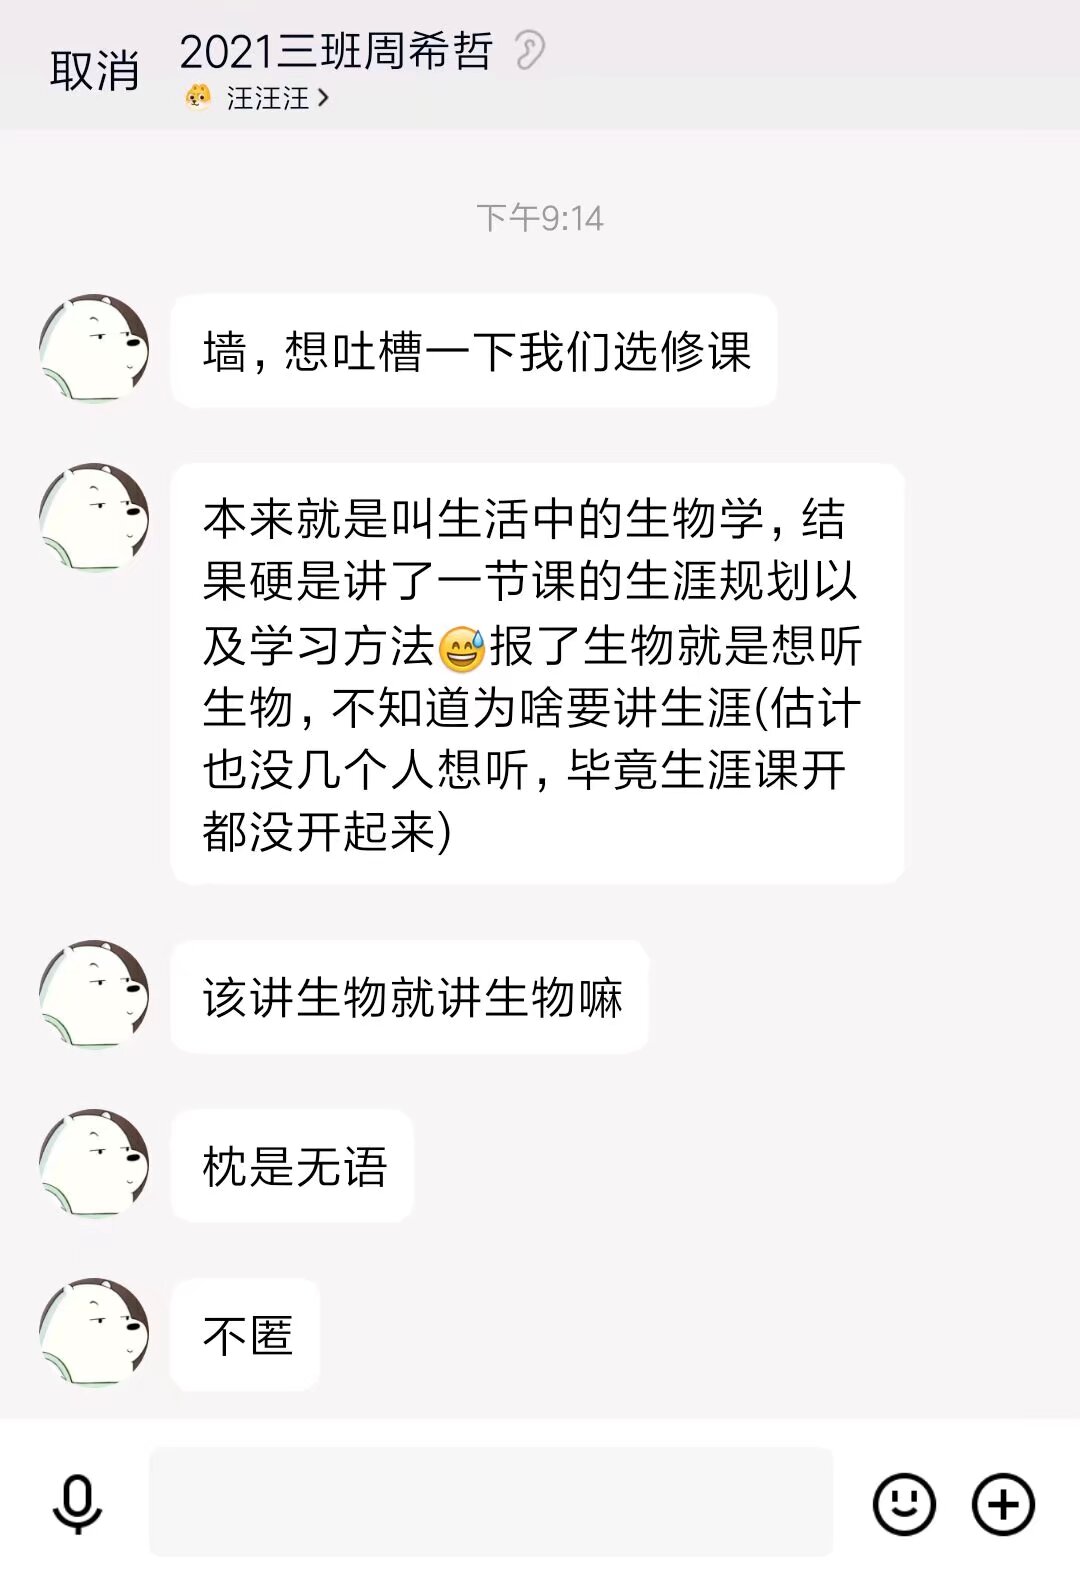 取消
2021三班周希哲
汪汪汪
下午9:14
墙，想吐槽一下我们选修课
本来就是叫生活中的生物学，结
果硬是讲了一节课的生涯规划以
及学习方法😅报了生物就是想听
生物，不知道为啥要讲生涯(估计
也没几个人想听，毕竟生涯课开
都没开起来)
该讲生物就讲生物嘛
枕是无语
不匿